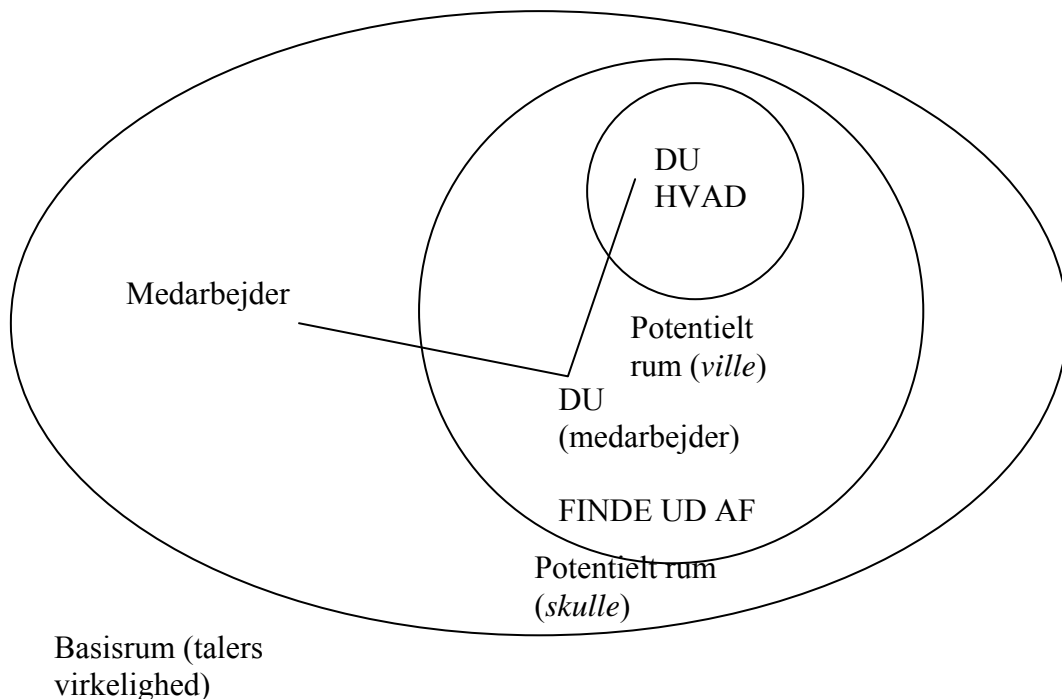 DU
HVAD
Medarbejder
Potentielt
rum (ville)
DU
(medarbejder)
FINDE UD AF
Potentielt rum
(skulle)
Basisrum (talers
virkelighed)